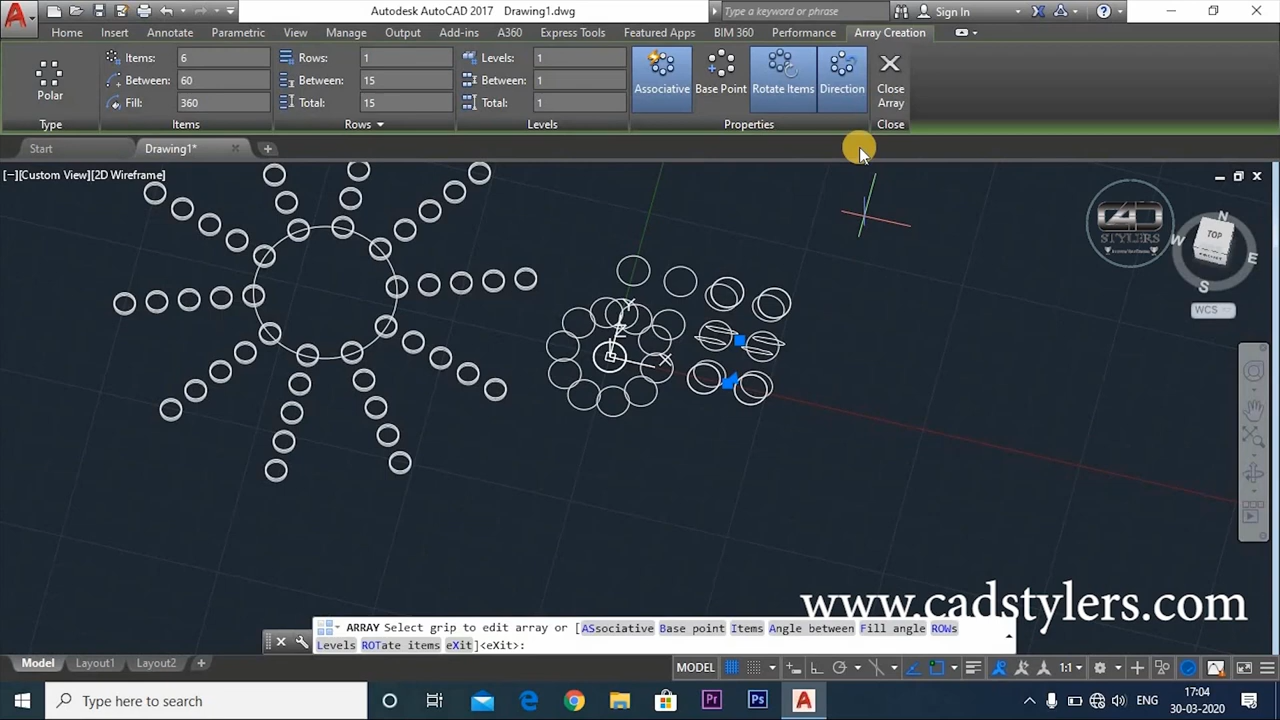 Autodesk AutoCAD 2017 Drawing1.dwg
Type a keyword or phrase
Sign In
Home Insert Annotate Parametric View Manage Output Add-ins A360 Express Tools Featured Apps BIM 360 Performance Array Creation
Items: 6 Rows: 1 Levels: 1
Between: 60 Between: 15 Between: 1
Fill: 360 Total: 15 Total: 1
Polar
Associative Base Point Rotate Items Direction Close Array
Type Items Rows Levels Properties Close
Start Drawing1*
[−][Custom View][2D Wireframe]
CAD
STYLERS
N
W TOP E
S
WCS
Y
Z
X
www.cadstylers.com
ARRAY Select grip to edit array or [ASsociative Base point Items Angle between Fill angle ROWs
Levels ROTate items eXit]<eXit>:
Model Layout1 Layout2
MODEL 1:1
Type here to search
Pr Ps A
ENG
17:04
30-03-2020